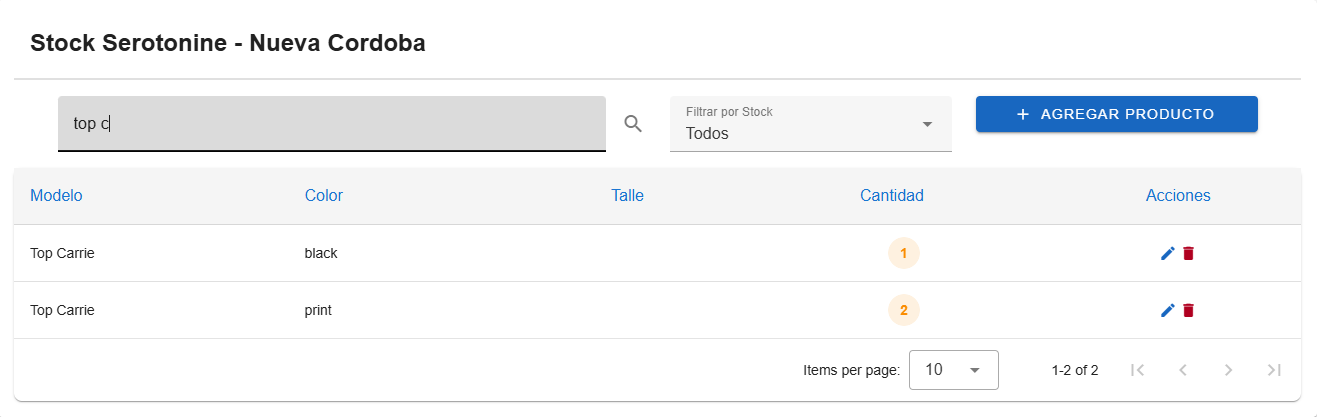 Stock Serotonine - Nueva Cordoba
top c
Filtrar por Stock
Todos
+ AGREGAR PRODUCTO
Modelo Color Talle Cantidad Acciones
Top Carrie black 1
Top Carrie print 2
Items per page: 10 1-2 of 2